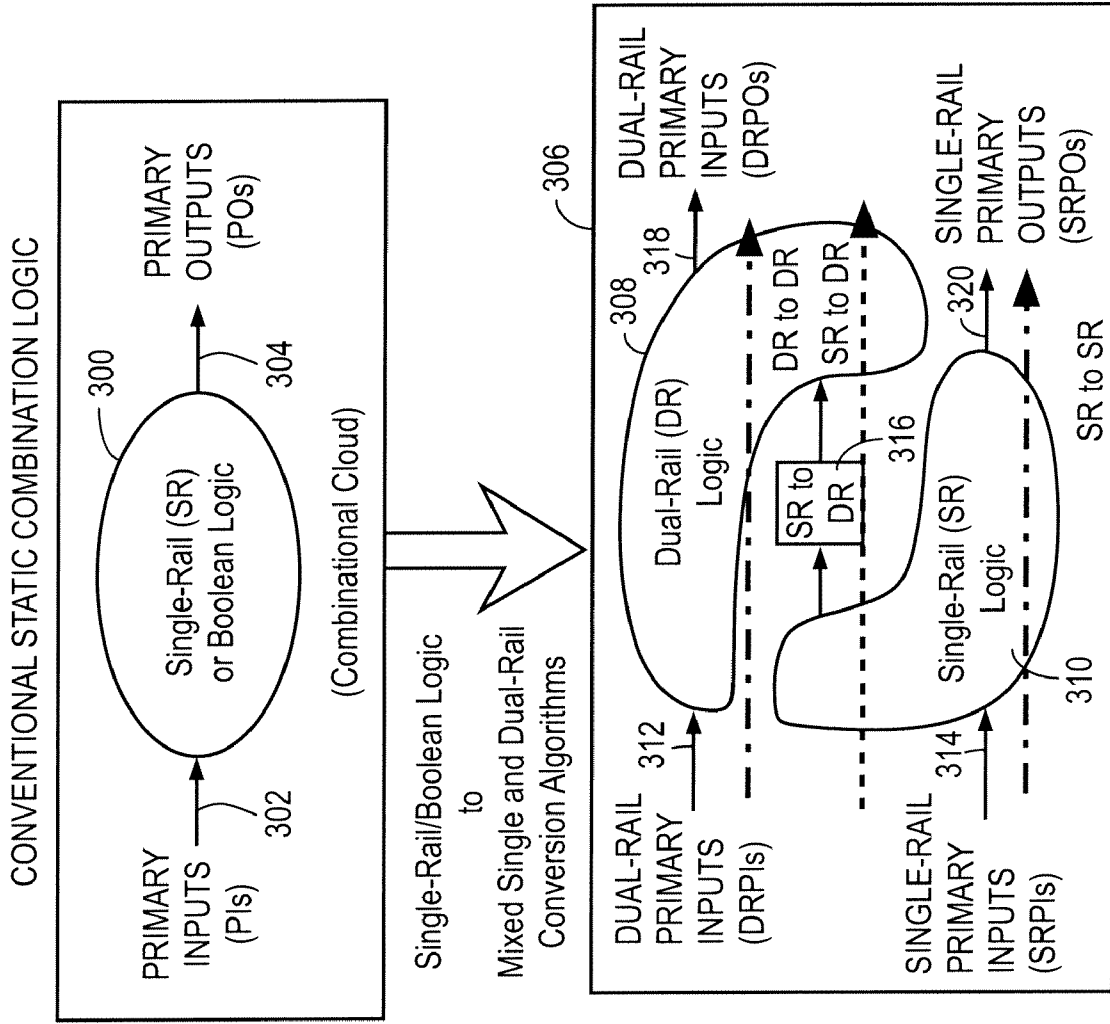 CONVENTIONAL STATIC COMBINATION LOGIC
300
PRIMARY
INPUTS
(PIs)
302
Single-Rail (SR)
or Boolean Logic
304
PRIMARY
OUTPUTS
(POs)
(Combinational Cloud)
Single-Rail/Boolean Logic
to
Mixed Single and Dual-Rail
Conversion Algorithms
306
DUAL-RAIL
PRIMARY
INPUTS
(DRPIs)
312
308
Dual-Rail (DR)
Logic
318
DUAL-RAIL
PRIMARY
INPUTS
(DRPOs)
DR to DR
SR to DR
SR to
DR
316
SINGLE-RAIL
PRIMARY
INPUTS
(SRPIs)
314
Single-Rail (SR)
Logic
310
320
SINGLE-RAIL
PRIMARY
OUTPUTS
(SRPOs)
SR to SR